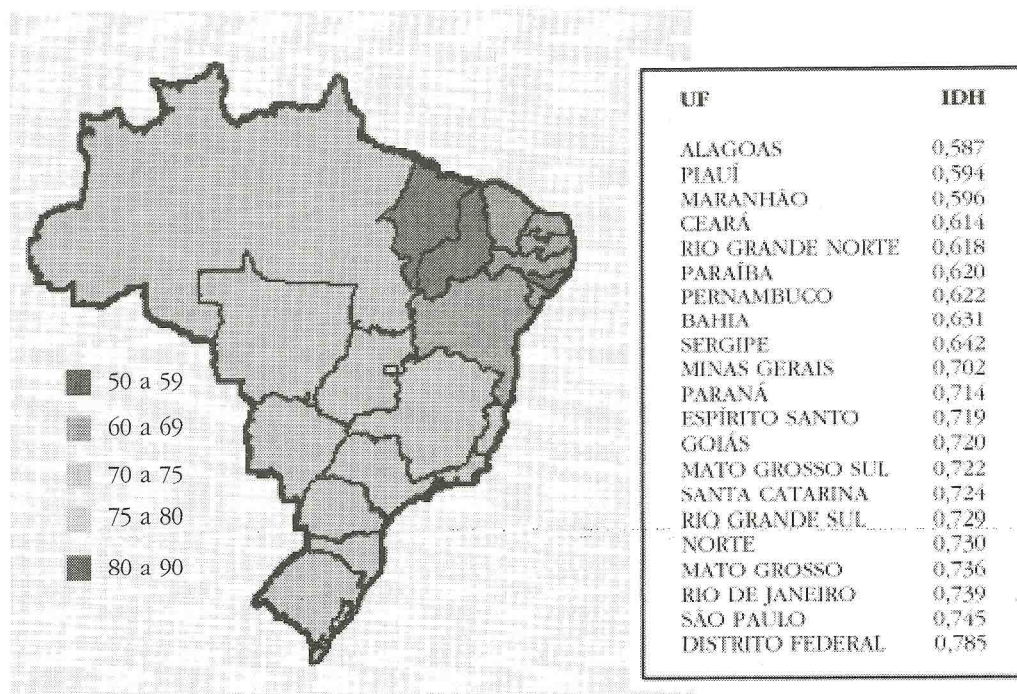 50 a 59
60 a 69
70 a 75
75 a 80
80 a 90
UF IDH
ALAGOAS 0,587
PIAUÍ 0,594
MARANHÃO 0,596
CEARÁ 0,614
RIO GRANDE NORTE 0,618
PARAÍBA 0,620
PERNAMBUCO 0,622
BAHIA 0,631
SERGIPE 0,642
MINAS GERAIS 0,702
PARANÁ 0,714
ESPÍRITO SANTO 0,719
GOIÁS 0,720
MATO GROSSO SUL 0,722
SANTA CATARINA 0,724
RIO GRANDE SUL 0,729
NORTE 0,730
MATO GROSSO 0,736
RIO DE JANEIRO 0,739
SÃO PAULO 0,745
DISTRITO FEDERAL 0,785